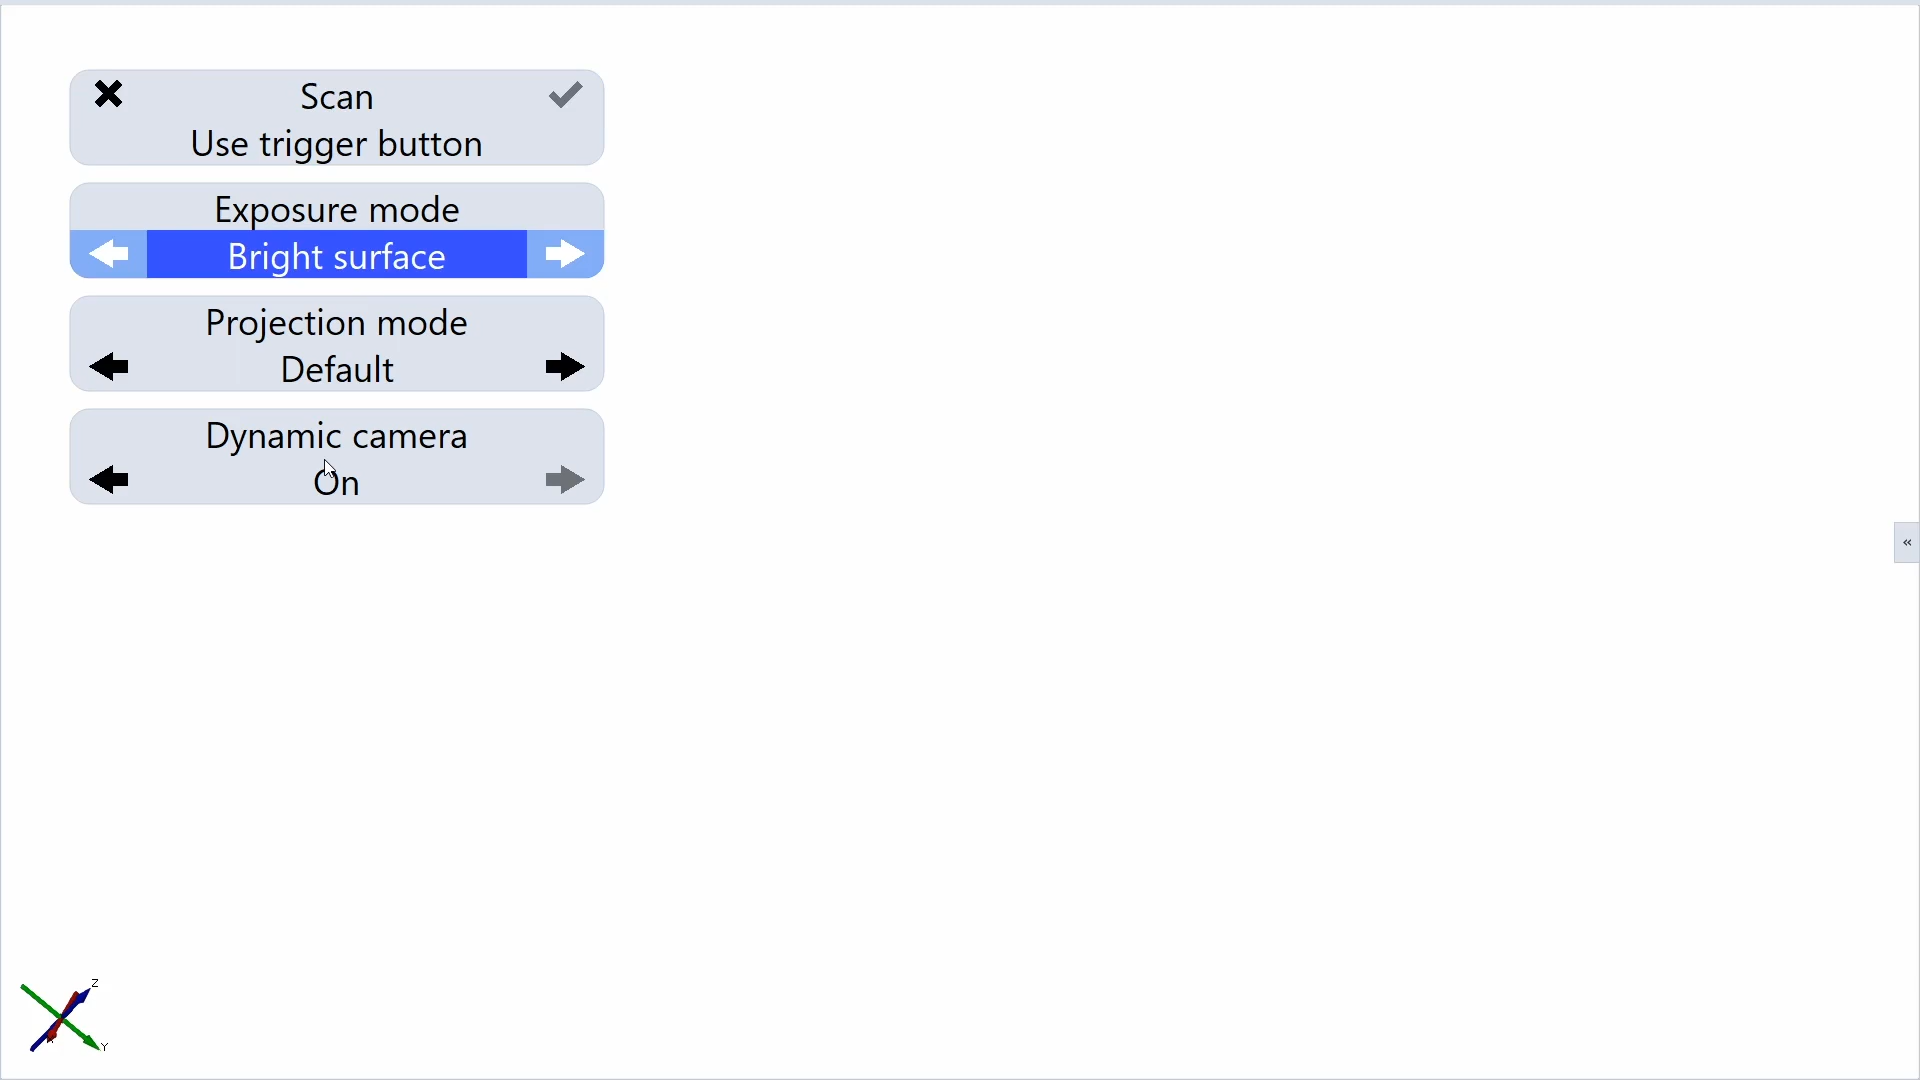 Scan
Use trigger button
Exposure mode
Bright surface
Projection mode
Default
Dynamic camera
On
«
Z
Y